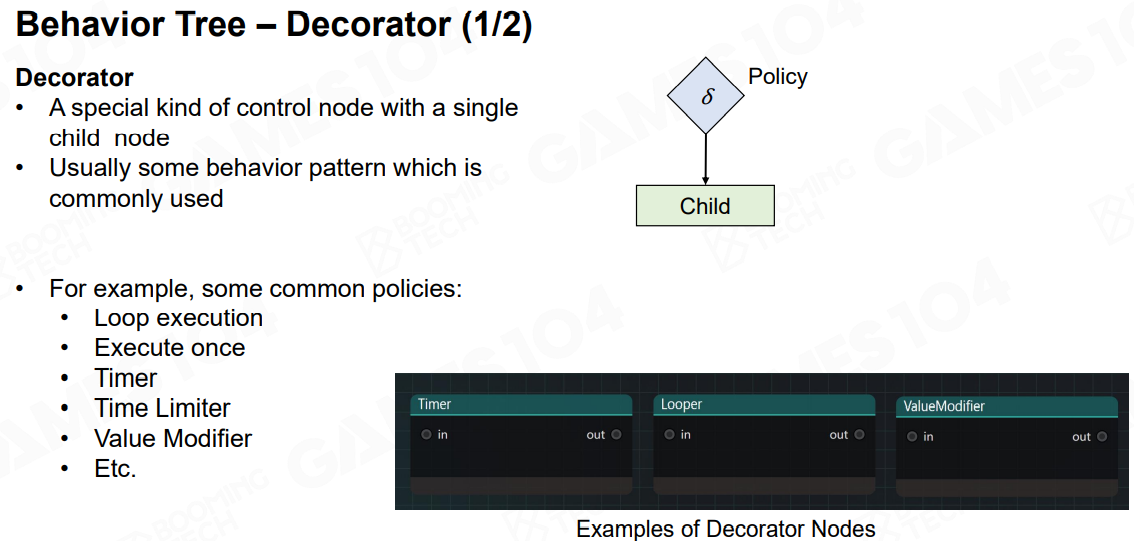 Behavior Tree – Decorator (1/2)
Decorator
• A special kind of control node with a single
child node
• Usually some behavior pattern which is
commonly used
δ
Policy
Child
• For example, some common policies:
• Loop execution
• Execute once
• Timer
• Time Limiter
• Value Modifier
• Etc.
Timer
in out
Looper
in out
ValueModifier
in out
Examples of Decorator Nodes
GAMES104
BOOMING
TECH